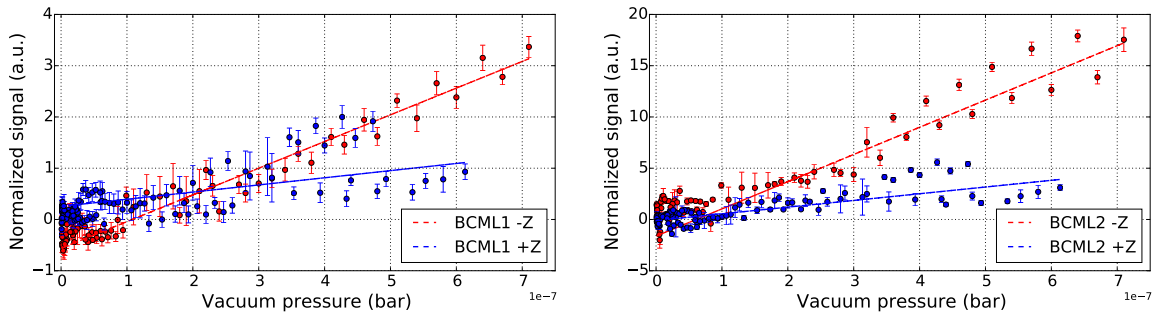 4
3
2
1
0
−1
Normalized signal (a.u.)
BCML1 -Z
BCML1 +Z
0 1 2 3 4 5 6 7
1e−7
Vacuum pressure (bar)
20
15
10
5
0
−5
Normalized signal (a.u.)
BCML2 -Z
BCML2 +Z
0 1 2 3 4 5 6 7
1e−7
Vacuum pressure (bar)